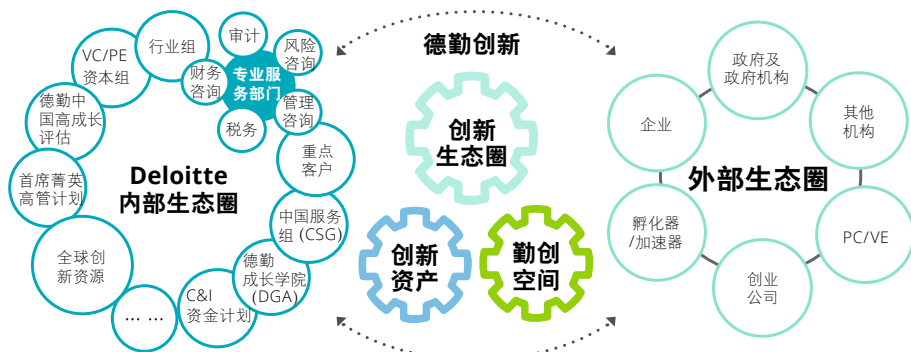 德勤创新
VC/PE
资本组
行业组
审计
风险
咨询
财务
咨询
专业服
务部门
管理
咨询
税务
德勤中
国高成长
评估
首席菁英
高管计划
全球创
新资源
... ...
C&I
资金计划
德勤
成长学院
(DGA)
中国服务
组 (CSG)
重点
客户
Deloitte
内部生态圈
创新
生态圈
创新
资产
勤创
空间
外部生态圈
政府及
政府机构
其他
机构
PC/VE
创业
公司
孵化器
/加速器
企业